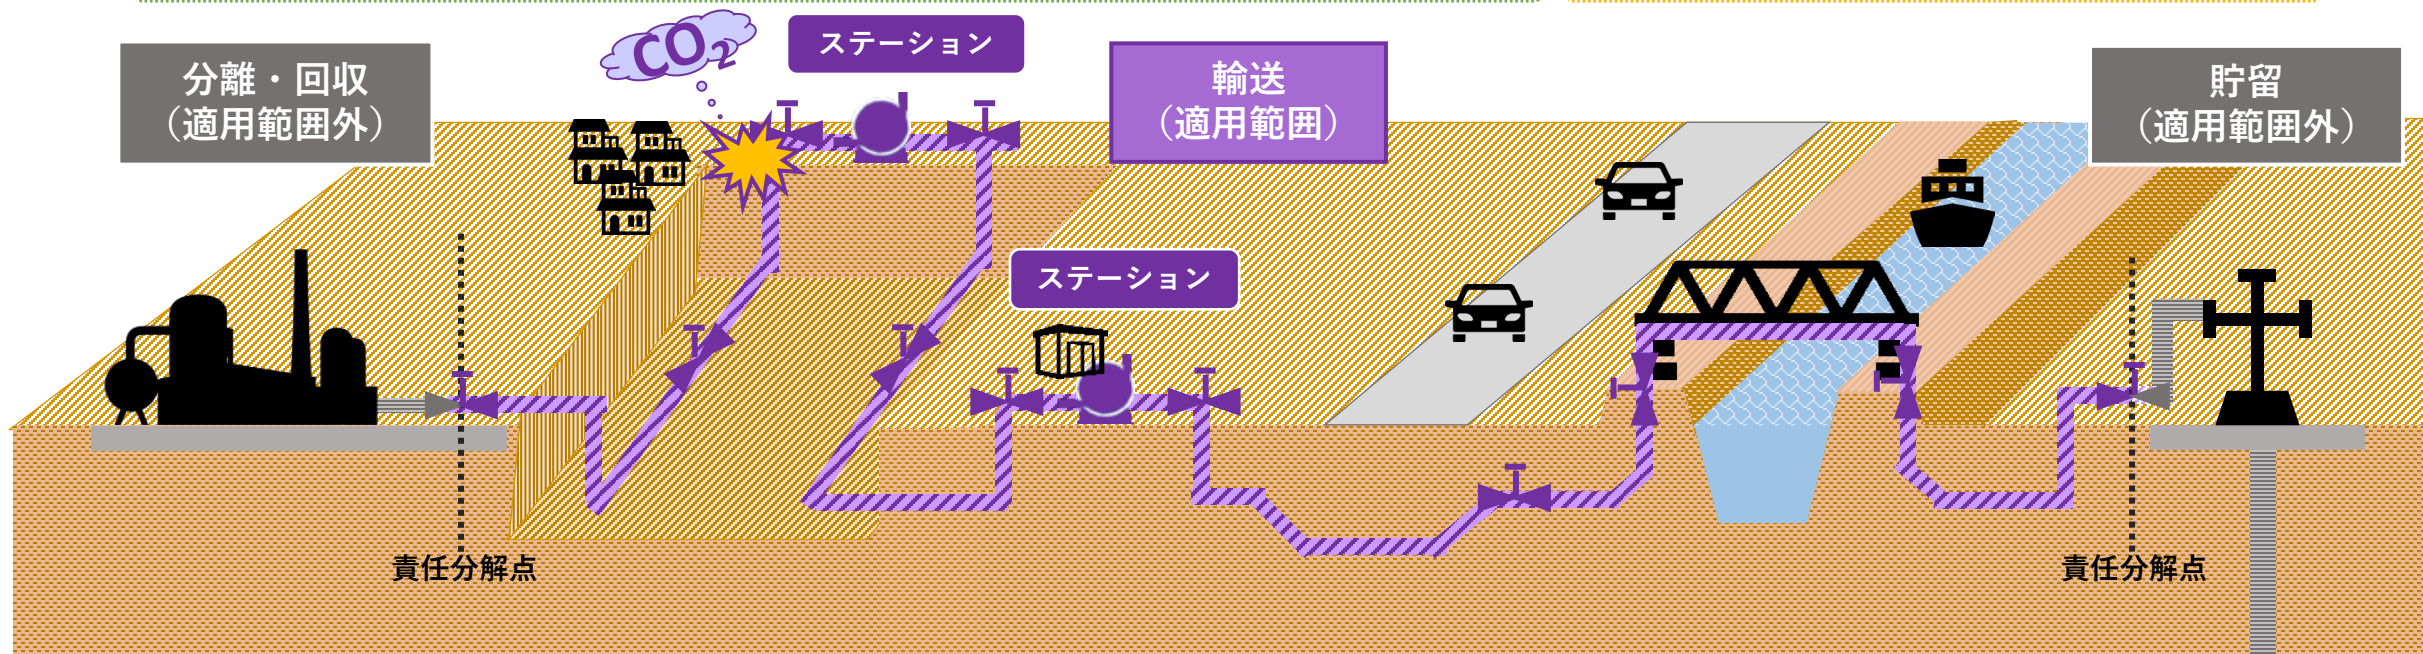 分離・回収
（適用範囲外）
CO2
ステーション
輸送
（適用範囲）
貯留
（適用範囲外）
ステーション
責任分解点
責任分解点